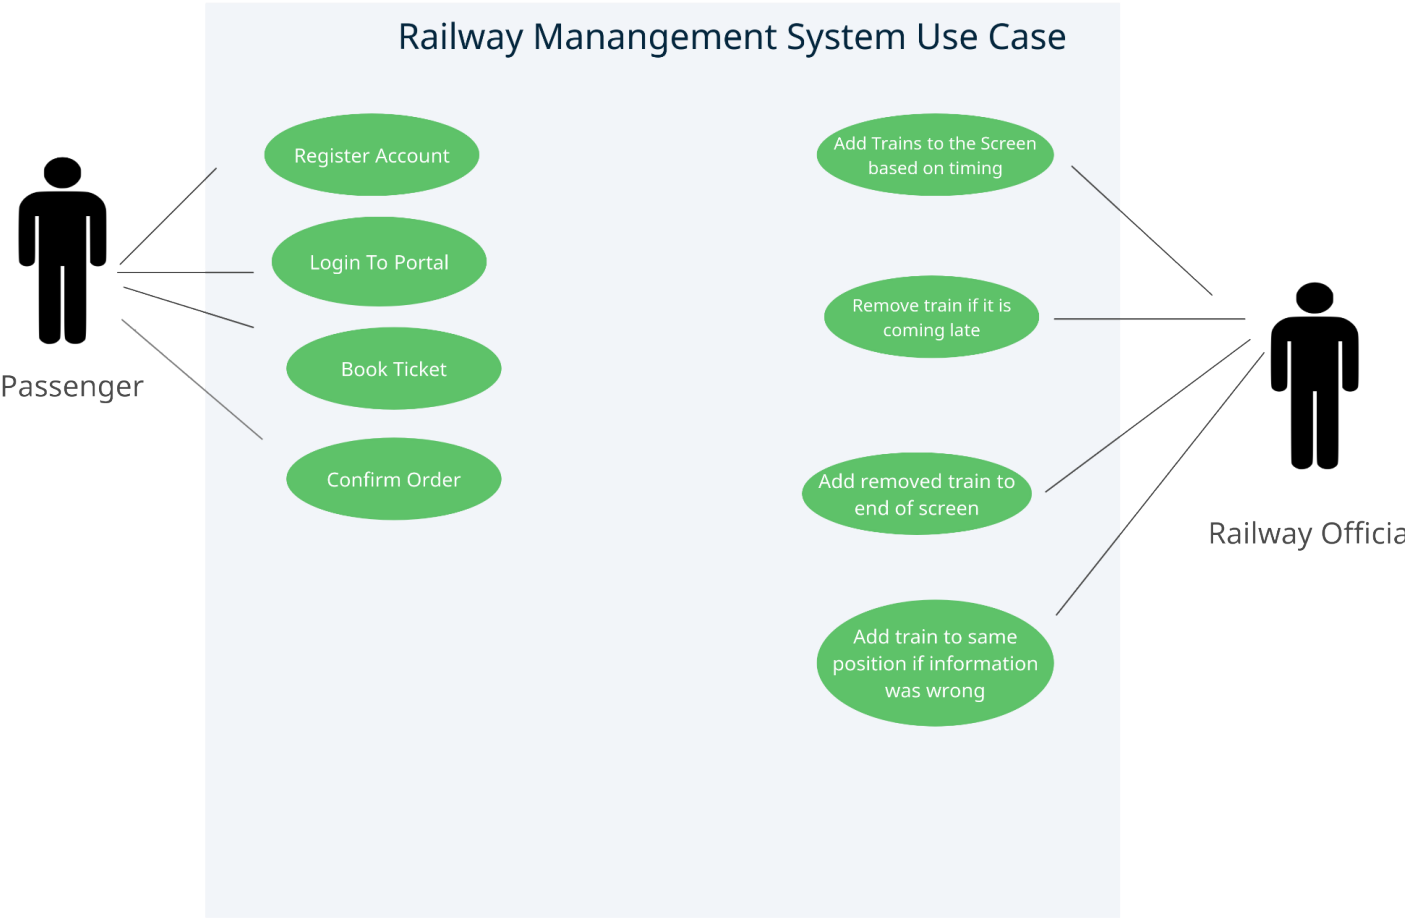 Railway Manangement System Use Case
Register Account
Login To Portal
Book Ticket
Confirm Order
Passenger
Add Trains to the Screen
based on timing
Remove train if it is
coming late
Add removed train to
end of screen
Add train to same
position if information
was wrong
Railway Officia